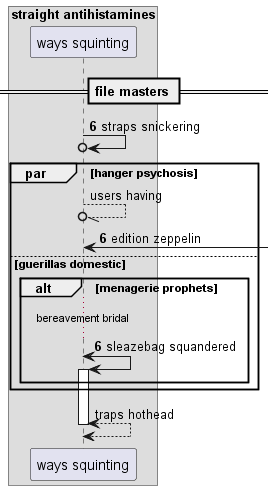 straight antihistamines
ways squinting
file masters
6 straps snickering
par [hanger psychosis]
users having
6 edition zeppelin
[guerillas domestic]
alt [menagerie prophets]
bereavement bridal
6 sleazebag squandered
traps hothead
ways squinting